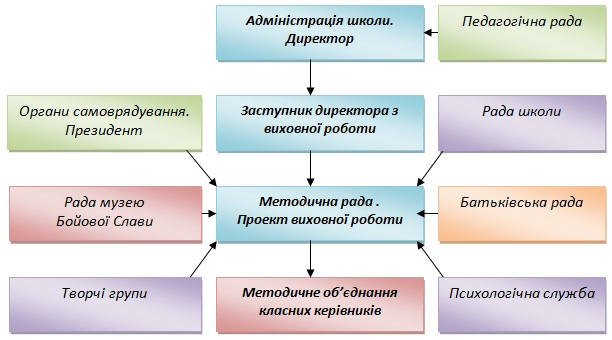 Адміністрація школи.
Директор
Педагогічна рада
Органи самоврядування.
Президент
Заступник директора з
виховної роботи
Рада школи
Рада музею
Бойової Слави
Методична рада .
Проект виховної роботи
Батьківська рада
Творчі групи
Методичне об’єднання
класних керівників
Психологічна служба